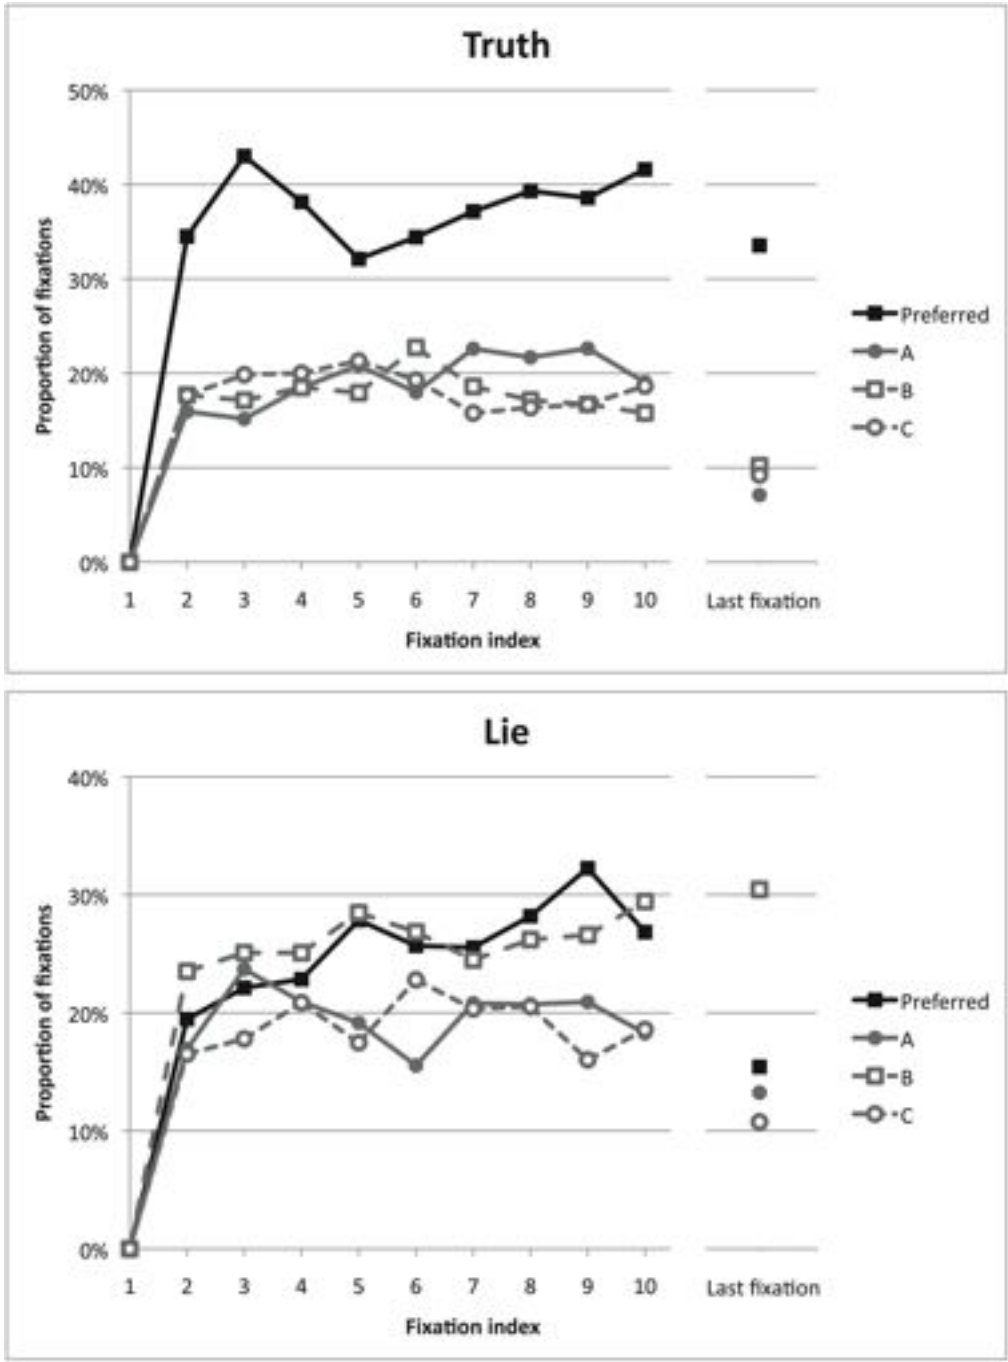 Truth
50%
40%
30%
20%
10%
0%
Proportion of fixations
1 2 3 4 5 6 7 8 9 10 Last fixation
Fixation index
Preferred
A
B
C
Lie
40%
30%
20%
10%
0%
Proportion of fixations
1 2 3 4 5 6 7 8 9 10 Last fixation
Fixation index
Preferred
A
B
C